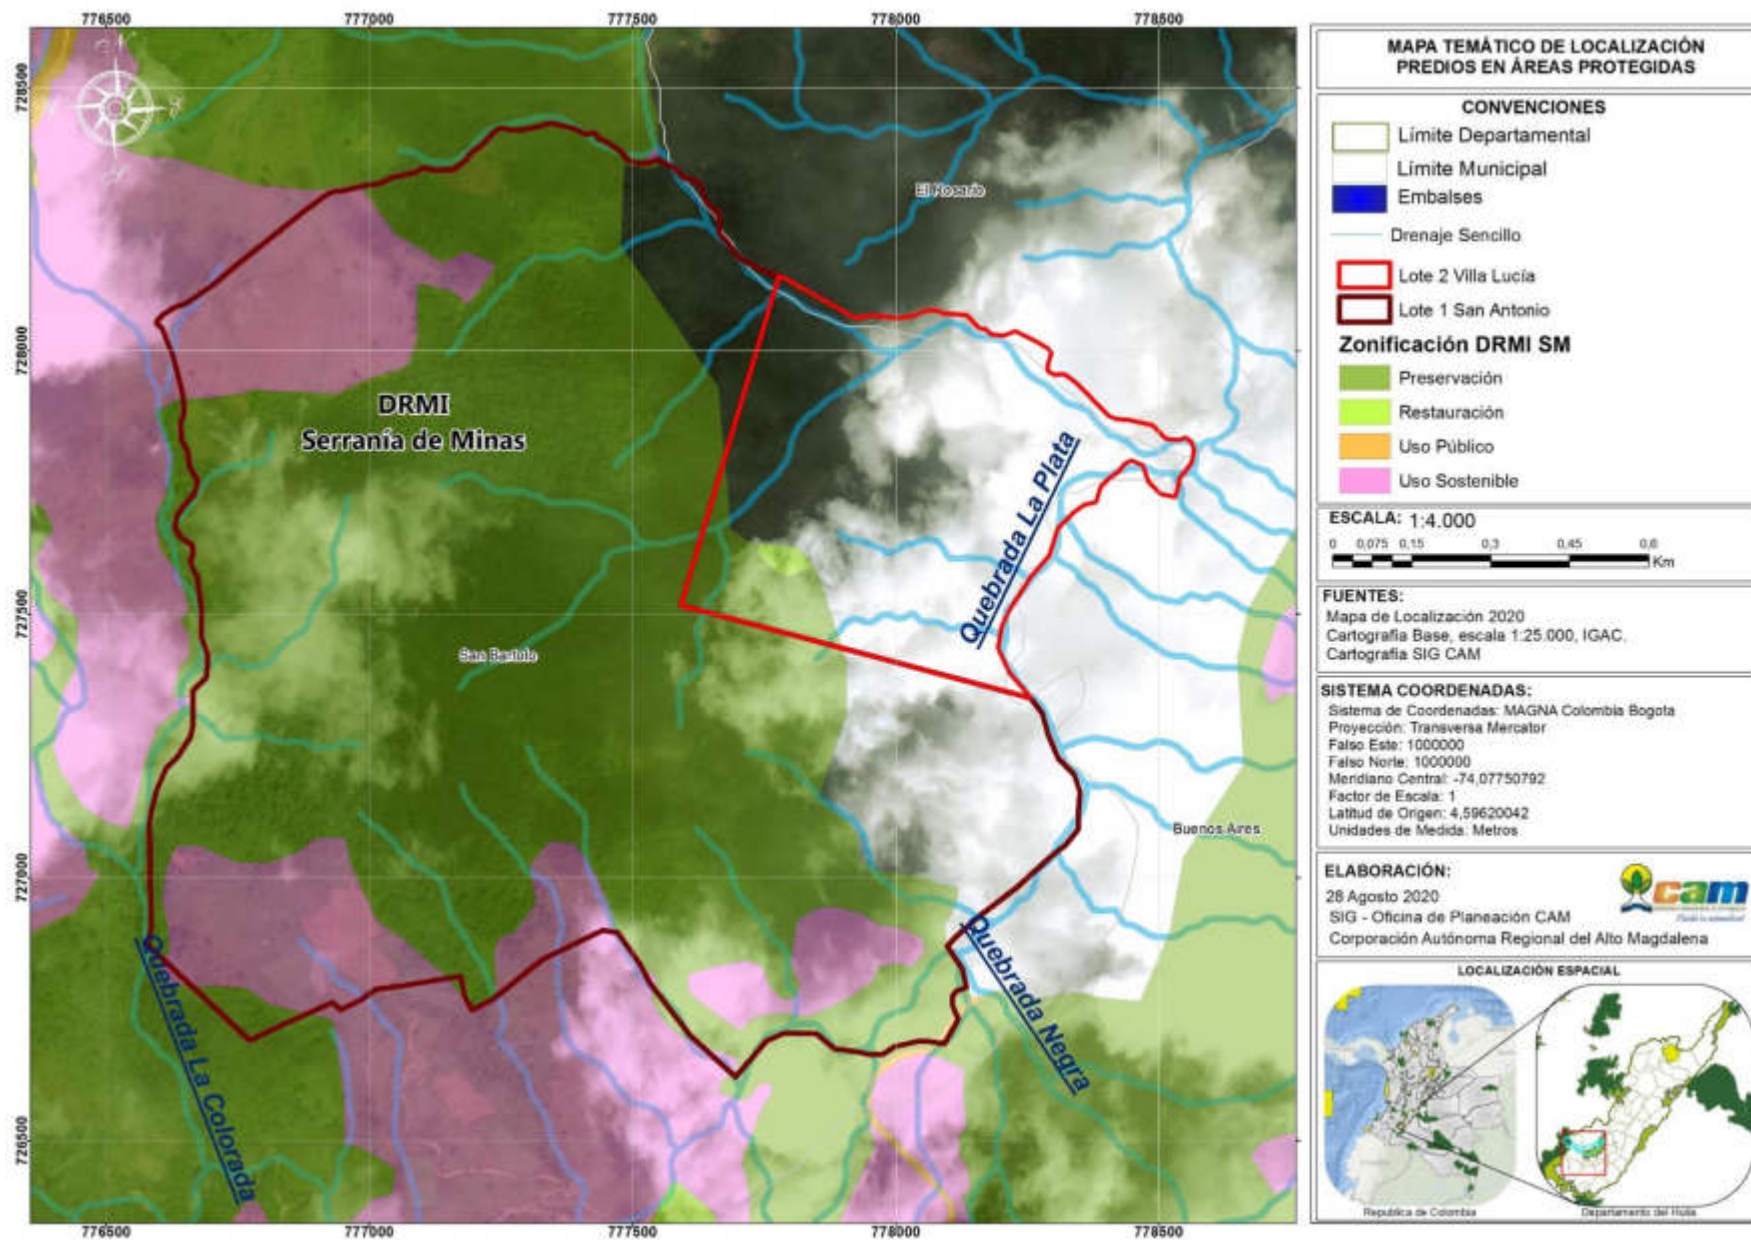 776500 777000 777500 778000 778500
728500
728000
727500
727000
726500
El Rosario
DRMI
Serranía de Minas
Quebrada La Plata
San Bartolo
Buenos Aires
Quebrada La Colorada
Quebrada Negra
776500 777000 777500 778000 778500
MAPA TEMÁTICO DE LOCALIZACIÓN
PREDIOS EN ÁREAS PROTEGIDAS
CONVENCIONES
Límite Departamental
Límite Municipal
Embalses
Drenaje Sencillo
Lote 2 Villa Lucía
Lote 1 San Antonio
Zonificación DRMI SM
Preservación
Restauración
Uso Público
Uso Sostenible
ESCALA: 1:4.000
0 0,075 0,15 0,3 0,45 0,6
Km
FUENTES:
Mapa de Localización 2020
Cartografía Base, escala 1:25.000, IGAC.
Cartografía SIG CAM
SISTEMA COORDENADAS:
Sistema de Coordenadas: MAGNA Colombia Bogota
Proyección: Transversa Mercator
Falso Este: 1000000
Falso Norte: 1000000
Meridiano Central: -74,07750792
Factor de Escala: 1
Latitud de Origen: 4,59620042
Unidades de Medida: Metros
ELABORACIÓN:
28 Agosto 2020
SIG - Oficina de Planeación CAM
Corporación Autónoma Regional del Alto Magdalena
cam
LOCALIZACIÓN ESPACIAL
Republica de Colombia
Departamento del Huila